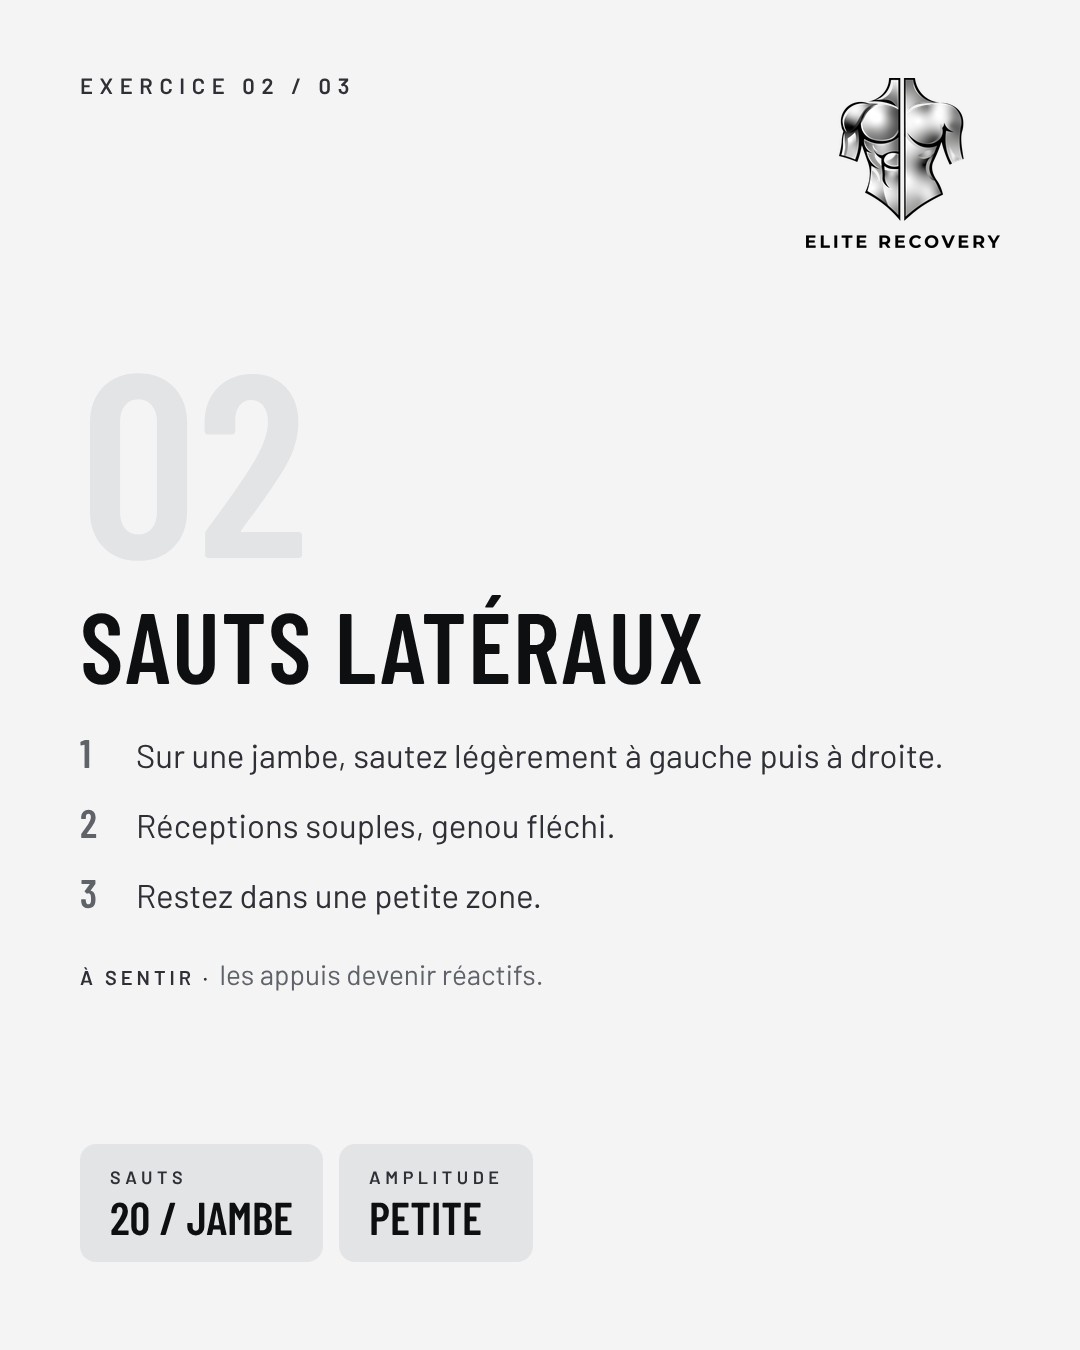 EXERCICE 02 / 03
ELITE RECOVERY
02
SAUTS LATÉRAUX
1 Sur une jambe, sautez légèrement à gauche puis à droite.
2 Réceptions souples, genou fléchi.
3 Restez dans une petite zone.
À SENTIR · les appuis devenir réactifs.
SAUTS
20 / JAMBE
AMPLITUDE
PETITE